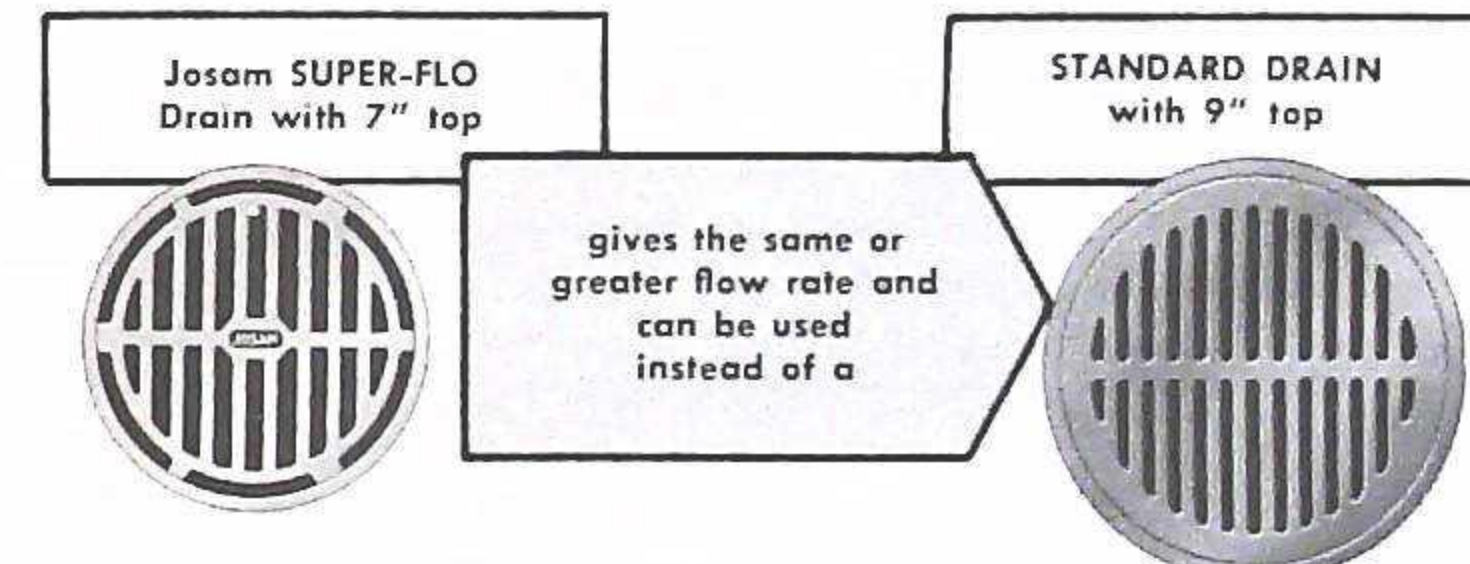 Josam SUPER-FLO
Drain with 7" top
gives the same or
greater flow rate and
can be used
instead of a
STANDARD DRAIN
with 9" top
JOSAM